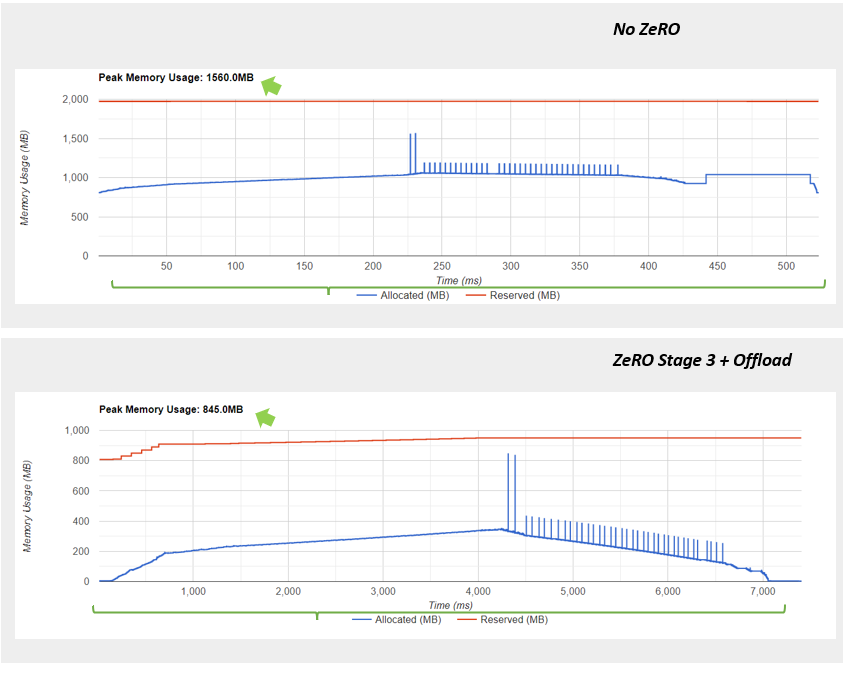 No ZeRO
Peak Memory Usage: 1560.0MB
2,000
1,500
1,000
500
0
Memory Usage (MB)
50 100 150 200 250 300 350 400 450 500
Time (ms)
Allocated (MB) Reserved (MB)
ZeRO Stage 3 + Offload
Peak Memory Usage: 845.0MB
1,000
800
600
400
200
0
Memory Usage (MB)
1,000 2,000 3,000 4,000 5,000 6,000 7,000
Time (ms)
Allocated (MB) Reserved (MB)